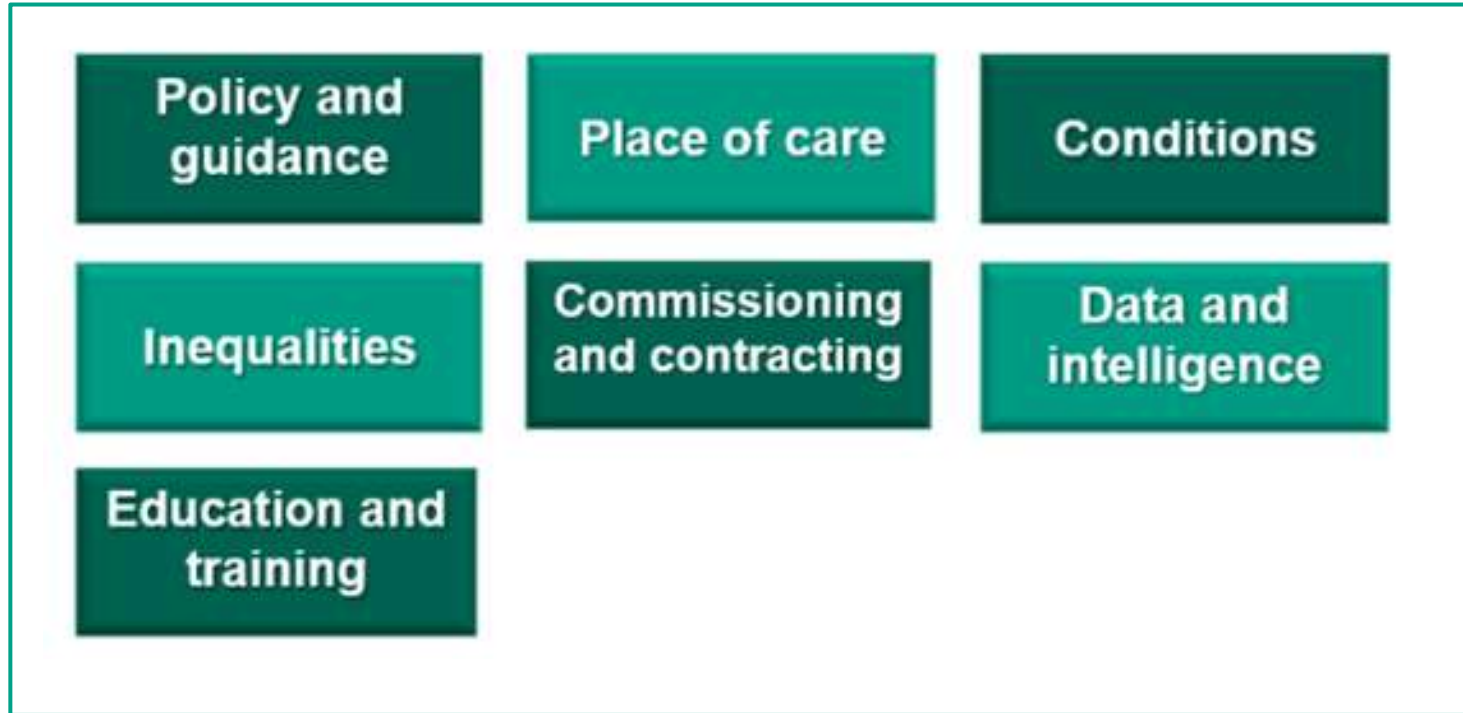 Policy and
guidance
Place of care
Conditions
Inequalities
Commissioning
and contracting
Data and
intelligence
Education and
training